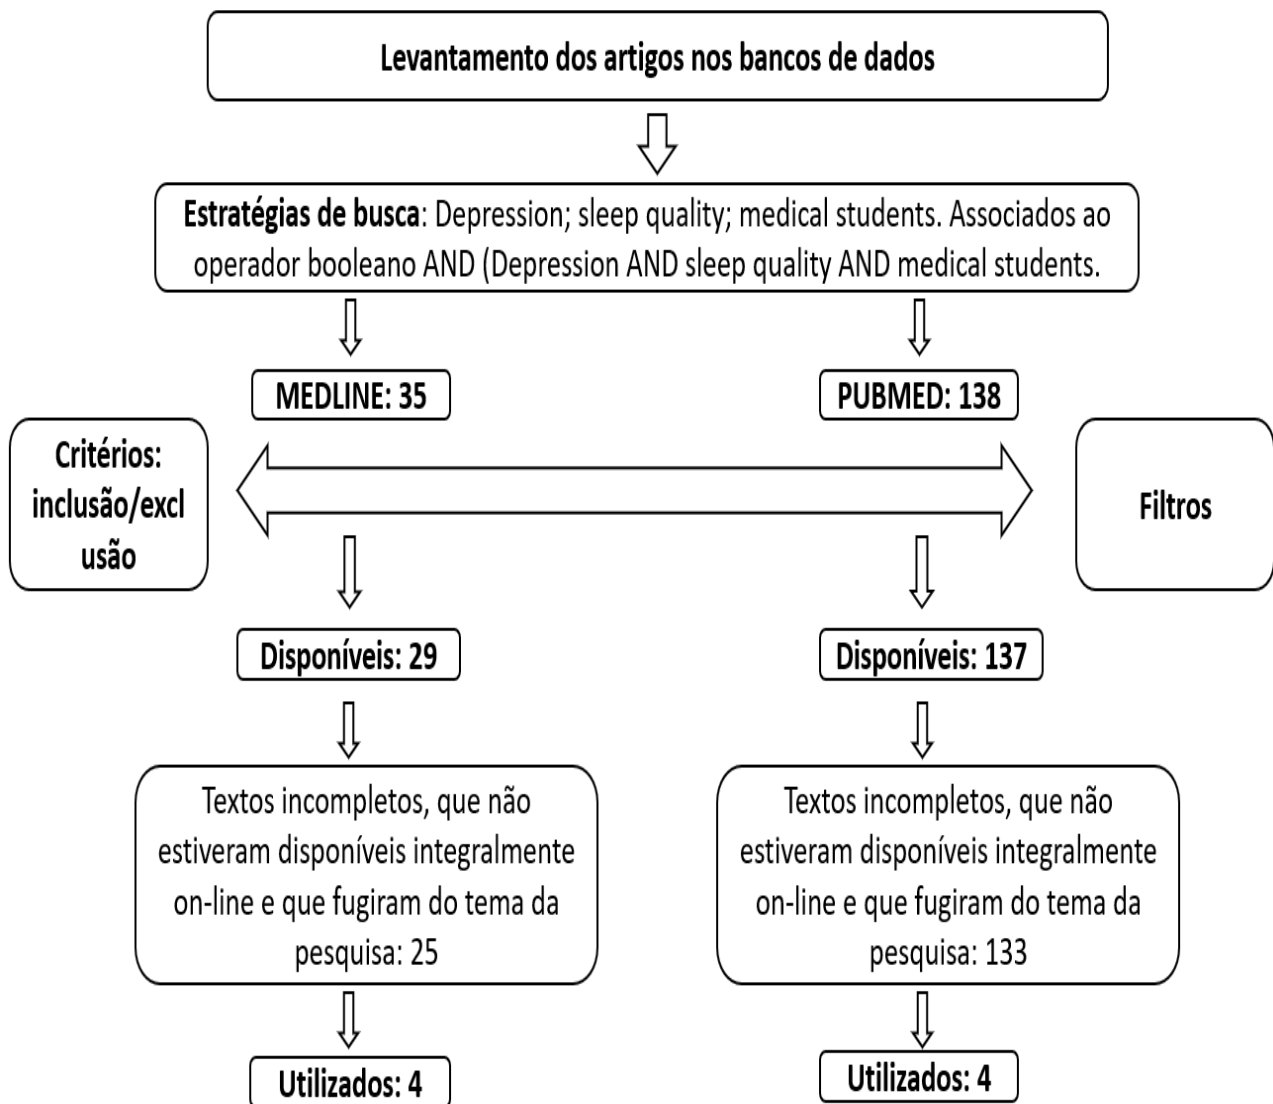 Levantamento dos artigos nos bancos de dados
Estratégias de busca: Depression; sleep quality; medical students. Associados ao
operador booleano AND (Depression AND sleep quality AND medical students.
MEDLINE: 35
PUBMED: 138
Critérios:
inclusão/excl
usão
Filtros
Disponíveis: 29
Disponíveis: 137
Textos incompletos, que não
estiveram disponíveis integralmente
on-line e que fugiram do tema da
pesquisa: 25
Textos incompletos, que não
estiveram disponíveis integralmente
on-line e que fugiram do tema da
pesquisa: 133
Utilizados: 4
Utilizados: 4